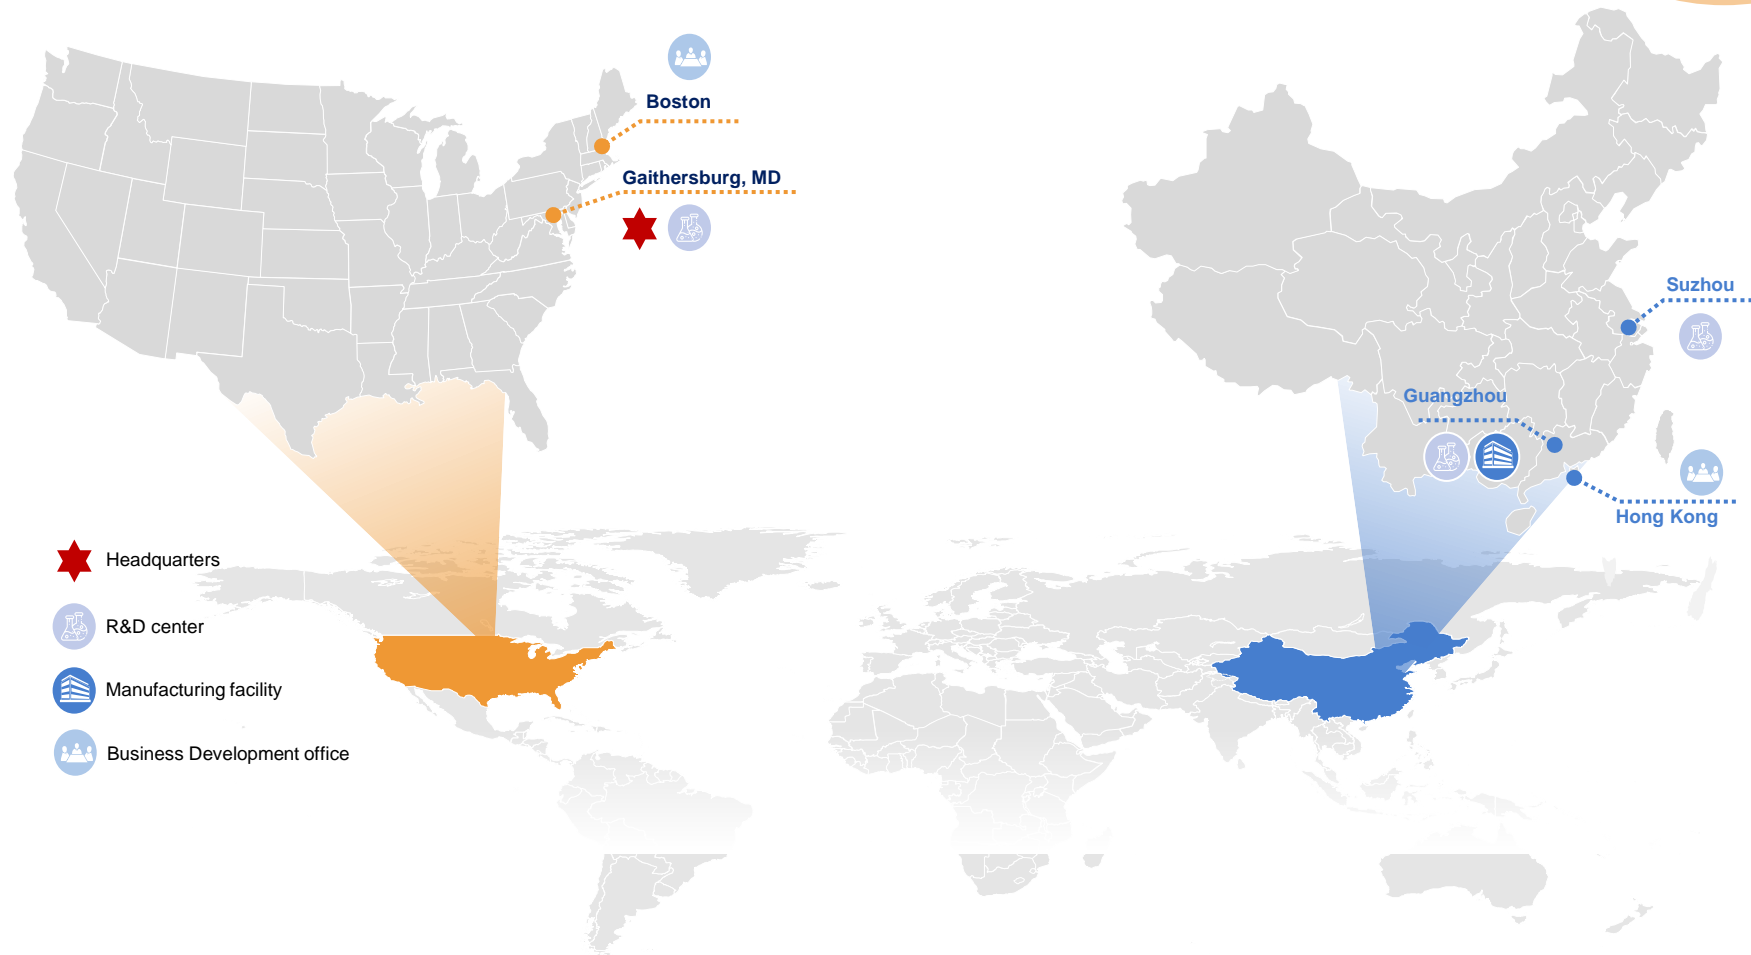 Boston
Gaithersburg, MD
Suzhou
Guangzhou
Hong Kong
Headquarters
R&D center
Manufacturing facility
Business Development office